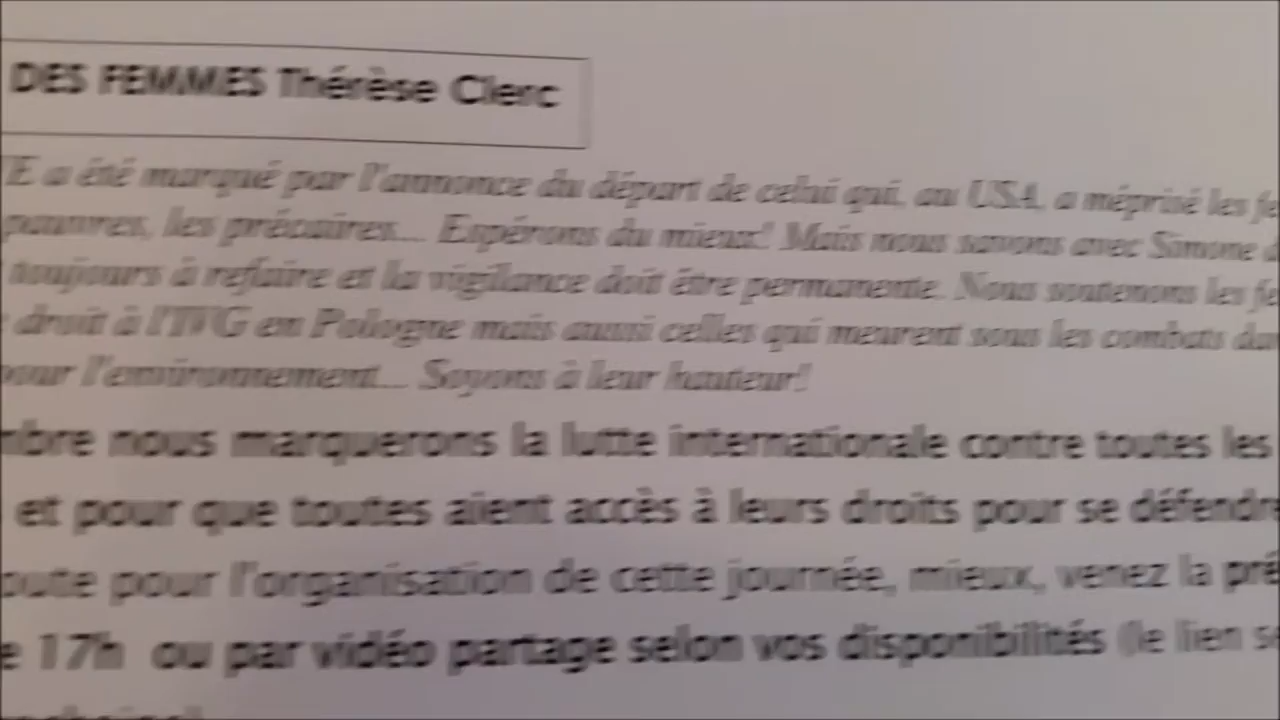 DES FEMMES Thérèse Clerc
E a été marqué par l'annonce du départ de celui qui, au USA, a méprisé les fe
pauvres, les précaires... Espérons du mieux! Mais nous savons avec Simone d
toujours à refaire et la vigilance doit être permanente. Nous soutenons les fe
droit à l'IVG en Pologne mais aussi celles qui meurent sous les combats da
pour l'environnement... Soyons à leur hauteur!
mbre nous marquerons la lutte internationale contre toutes les
et pour que toutes aient accès à leurs droits pour se défendre
oute pour l'organisation de cette journée, mieux, venez la pré
e 17h ou par vidéo partage selon vos disponibilités (le lien se